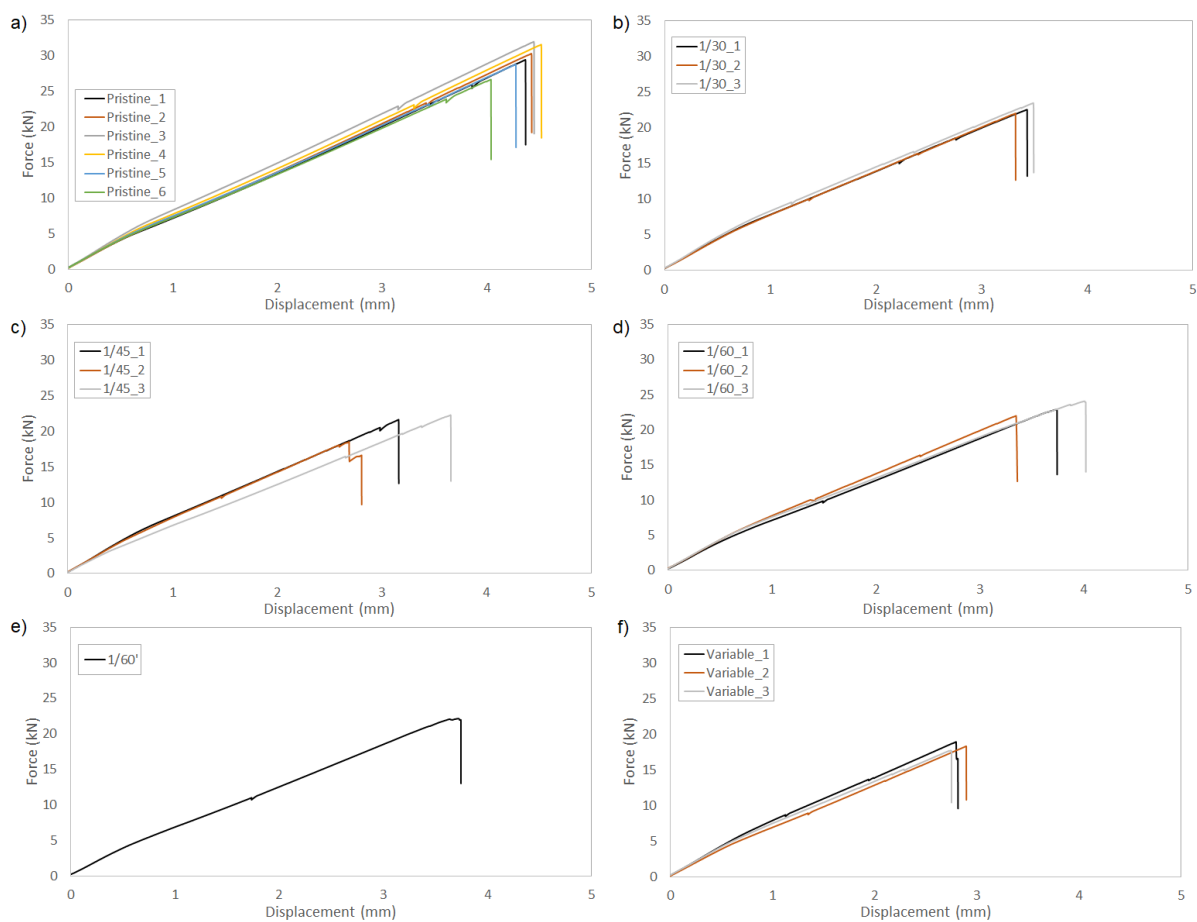 a)
35
30
25
20
15
10
5
0
Force (kN)
Pristine_1
Pristine_2
Pristine_3
Pristine_4
Pristine_5
Pristine_6
0 1 2 3 4 5
Displacement (mm)
b)
35
30
25
20
15
10
5
0
Force (kN)
1/30_1
1/30_2
1/30_3
0 1 2 3 4 5
Displacement (mm)
c)
35
30
25
20
15
10
5
0
Force (kN)
1/45_1
1/45_2
1/45_3
0 1 2 3 4 5
Displacement (mm)
d)
35
30
25
20
15
10
5
0
Force (kN)
1/60_1
1/60_2
1/60_3
0 1 2 3 4 5
Displacement (mm)
e)
35
30
25
20
15
10
5
0
Force (kN)
1/60'
0 1 2 3 4 5
Displacement (mm)
f)
35
30
25
20
15
10
5
0
Force (kN)
Variable_1
Variable_2
Variable_3
0 1 2 3 4 5
Displacement (mm)